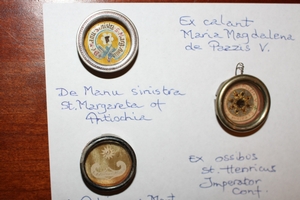 Ex calant
Maria Magdalena
de Pazzis V.
De Manu sinistra
St. Margareta of
Antiochia
Ex ossibus
St. Henricus
Imperator
Conf.